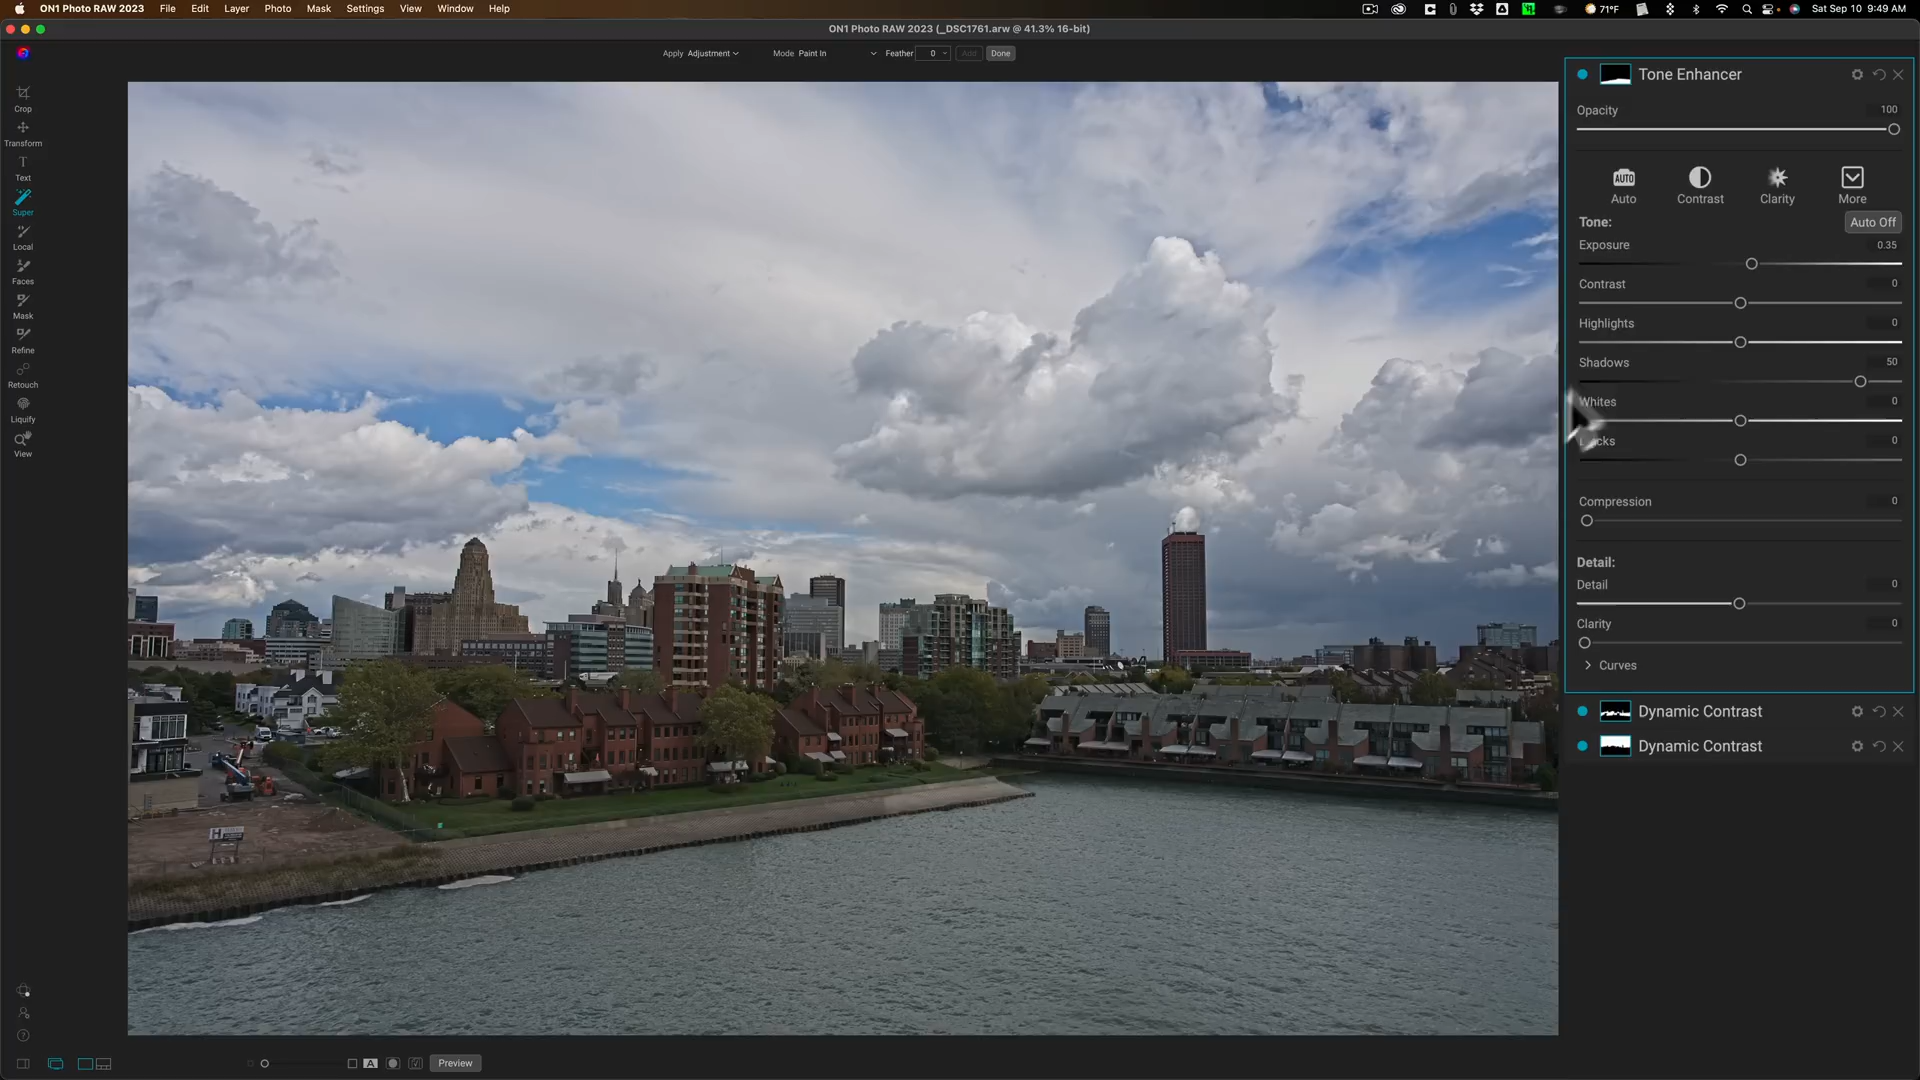 ON1 Photo RAW 2023 File Edit Layer Photo Mask Settings View Window Help 71°F Sat Sep 10 9:49 AM
ON1 Photo RAW 2023 (_DSC1761.arw @ 41.3% 16-bit)
Apply Adjustment Mode Paint In Feather 0 Add Done
Crop
Transform
Text
Super
Local
Faces
Mask
Refine
Retouch
Liquify
View
Tone Enhancer
Opacity 100
AUTO
Auto Contrast Clarity More
Tone: Auto Off
Exposure 0.35
Contrast 0
Highlights 0
Shadows 50
Whites 0
cks 0
Compression 0
Detail:
Detail 0
Clarity 0
Curves
Dynamic Contrast
Dynamic Contrast
H
A Preview